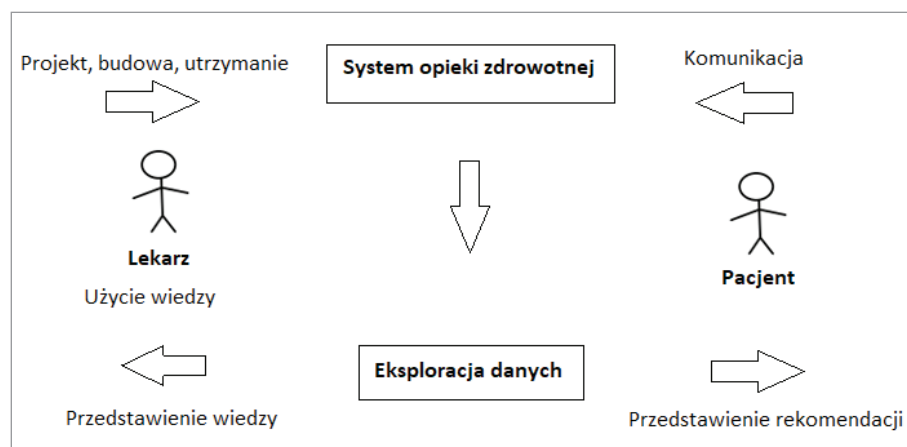 Projekt, budowa, utrzymanie
System opieki zdrowotnej
Komunikacja
Lekarz
Użycie wiedzy
Pacjent
Eksploracja danych
Przedstawienie wiedzy
Przedstawienie rekomendacji